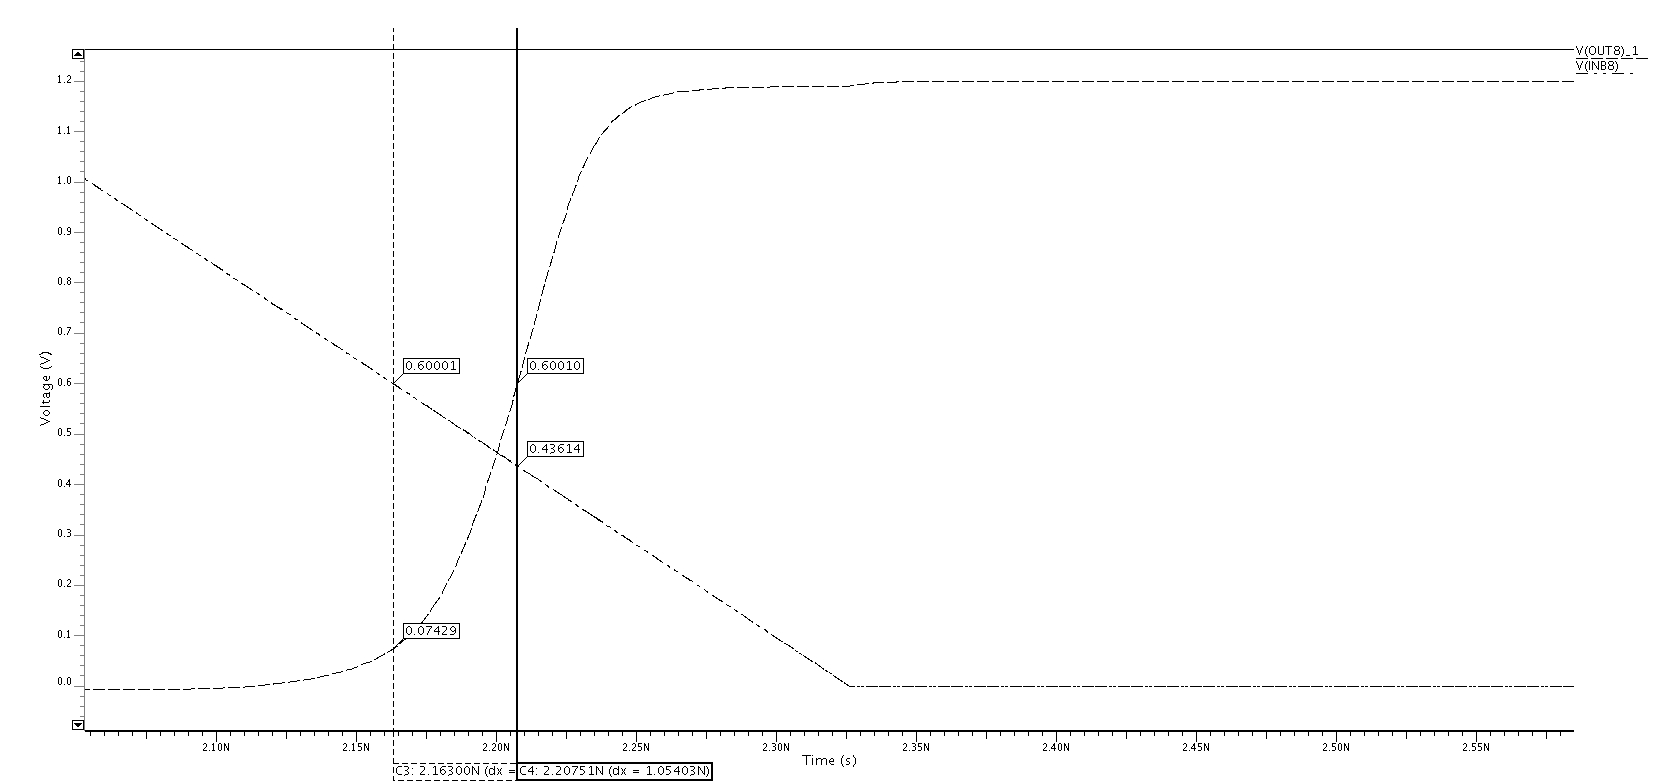 V(OUT8)_1
V(INB8)
1.2
1.1
1.0
0.9
0.8
0.7
0.6
0.5
0.4
0.3
0.2
0.1
0.0
Voltage (V)
0.60001
0.60010
0.43614
0.07429
2.10N 2.15N 2.20N 2.25N 2.30N 2.35N 2.40N 2.45N 2.50N 2.55N
Time (s)
C3: 2.16300N (dx = C4: 2.20751N (dx = 1.05403N)